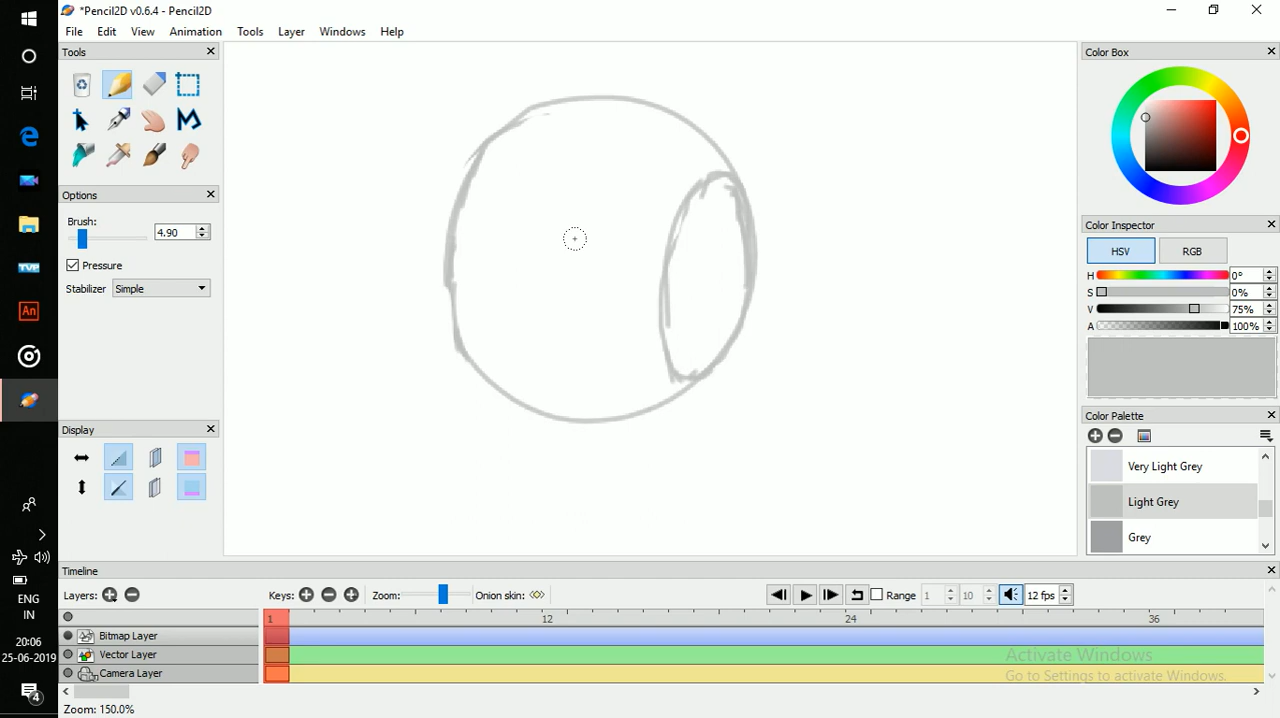 *Pencil2D v0.6.4 - Pencil2D
File Edit View Animation Tools Layer Windows Help
Tools
Options
Brush:
4.90
Pressure
Stabilizer Simple
Display
Color Box
Color Inspector
HSV RGB
H 0°
S 0%
V 75%
A 100%
Color Palette
Very Light Grey
Light Grey
Grey
Timeline
Layers: Keys: Zoom: Onion skin: Range 1 10 12 fps
1 12 24 36
Bitmap Layer
Vector Layer
Camera Layer
Activate Windows
Go to Settings to activate Windows.
Zoom: 150.0%
TVP
An
ENG
IN
20:06
25-06-2019
4